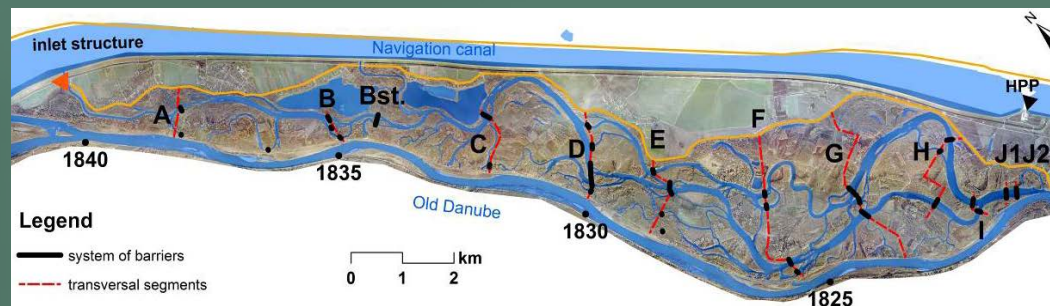 N
inlet structure
Navigation canal
HPP
A
B
Bst.
C
D
E
F
G
H
J1J2
I
1840
1835
Old Danube
1830
1825
Legend
system of barriers
transversal segments
km
0 1 2